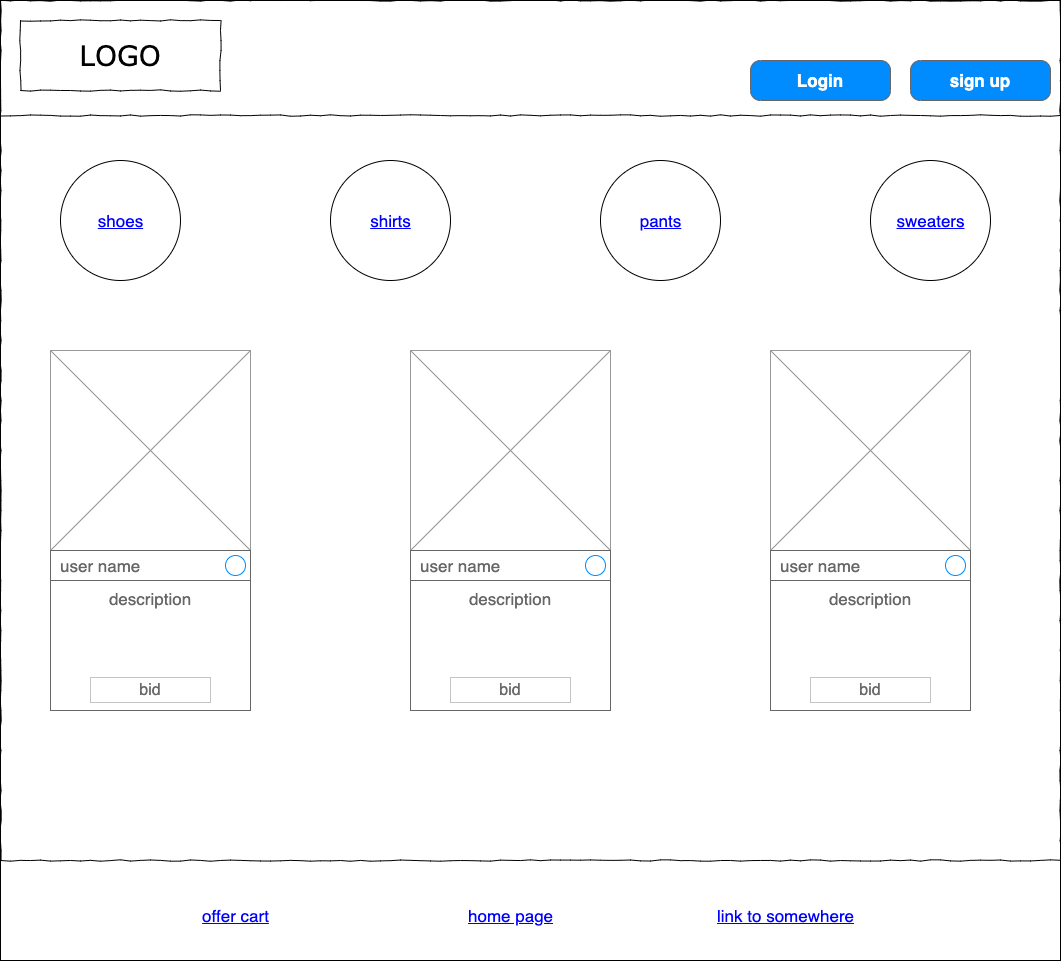 LOGO
Login
sign up
shoes
shirts
pants
sweaters
user name
user name
user name
description
description
description
bid
bid
bid
offer cart
home page
link to somewhere